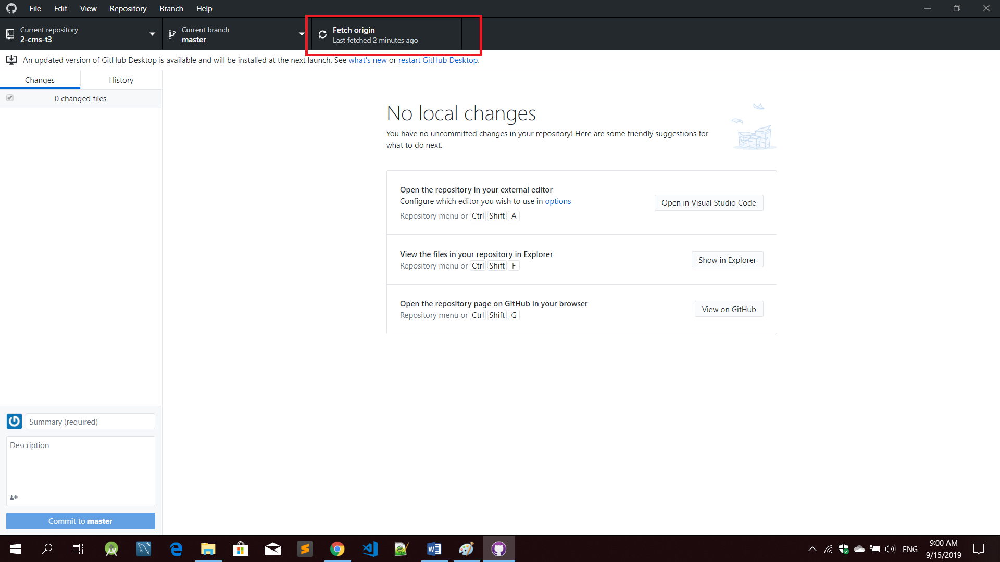 File Edit View Repository Branch Help
Current repository
2-cms-t3
Current branch
master
Fetch origin
Last fetched 2 minutes ago
An updated version of GitHub Desktop is available and will be installed at the next launch. See what's new or restart GitHub Desktop.
Changes
History
0 changed files
No local changes
You have no uncommitted changes in your repository! Here are some friendly suggestions for
what to do next.
Open the repository in your external editor
Configure which editor you wish to use in options
Repository menu or Ctrl Shift A
Open in Visual Studio Code
View the files in your repository in Explorer
Repository menu or Ctrl Shift F
Show in Explorer
Open the repository page on GitHub in your browser
Repository menu or Ctrl Shift G
View on GitHub
Summary (required)
Description
Commit to master
ENG
9:00 AM
9/15/2019